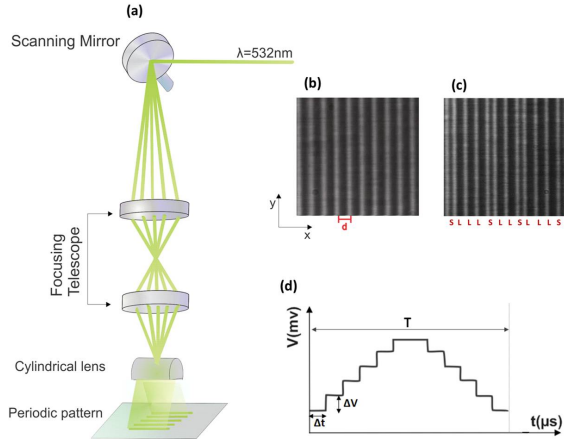 (a)
Scanning Mirror
λ=532nm
(b)
(c)
y
x
d
S L L L S L L S L L L S
Focusing
Telescope
Cylindrical lens
Periodic pattern
(d)
V(mv)
T
ΔV
Δt
t(μs)